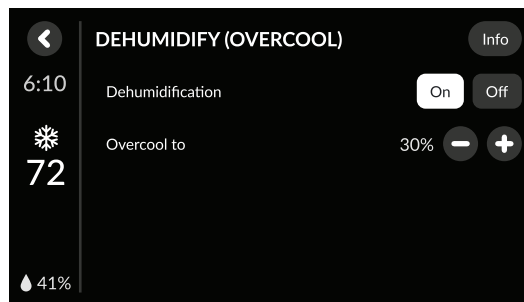 DEHUMIDIFY (OVERCOOL)
Info
6:10
Dehumidification
On
Off
Overcool to
30%
72
41%